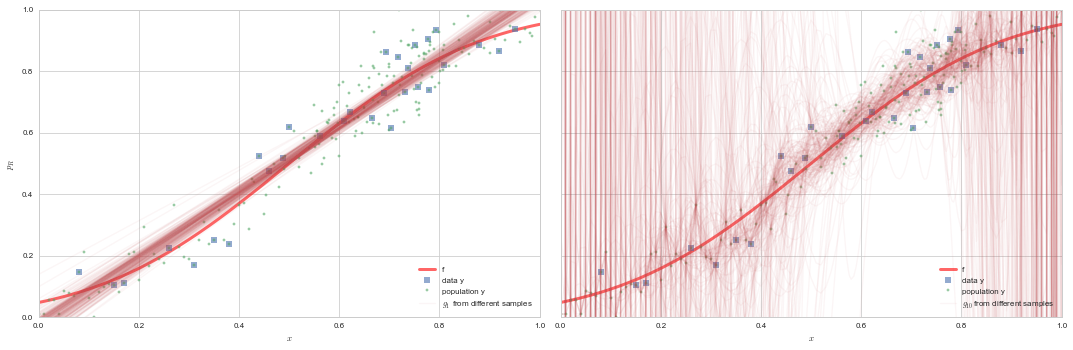 1.0
0.8
0.6
0.4
0.2
0.0
p_R
f
data y
population y
g_1 from different samples
0.0 0.2 0.4 0.6 0.8 1.0
x
f
data y
population y
g_10 from different samples
0.0 0.2 0.4 0.6 0.8 1.0
x